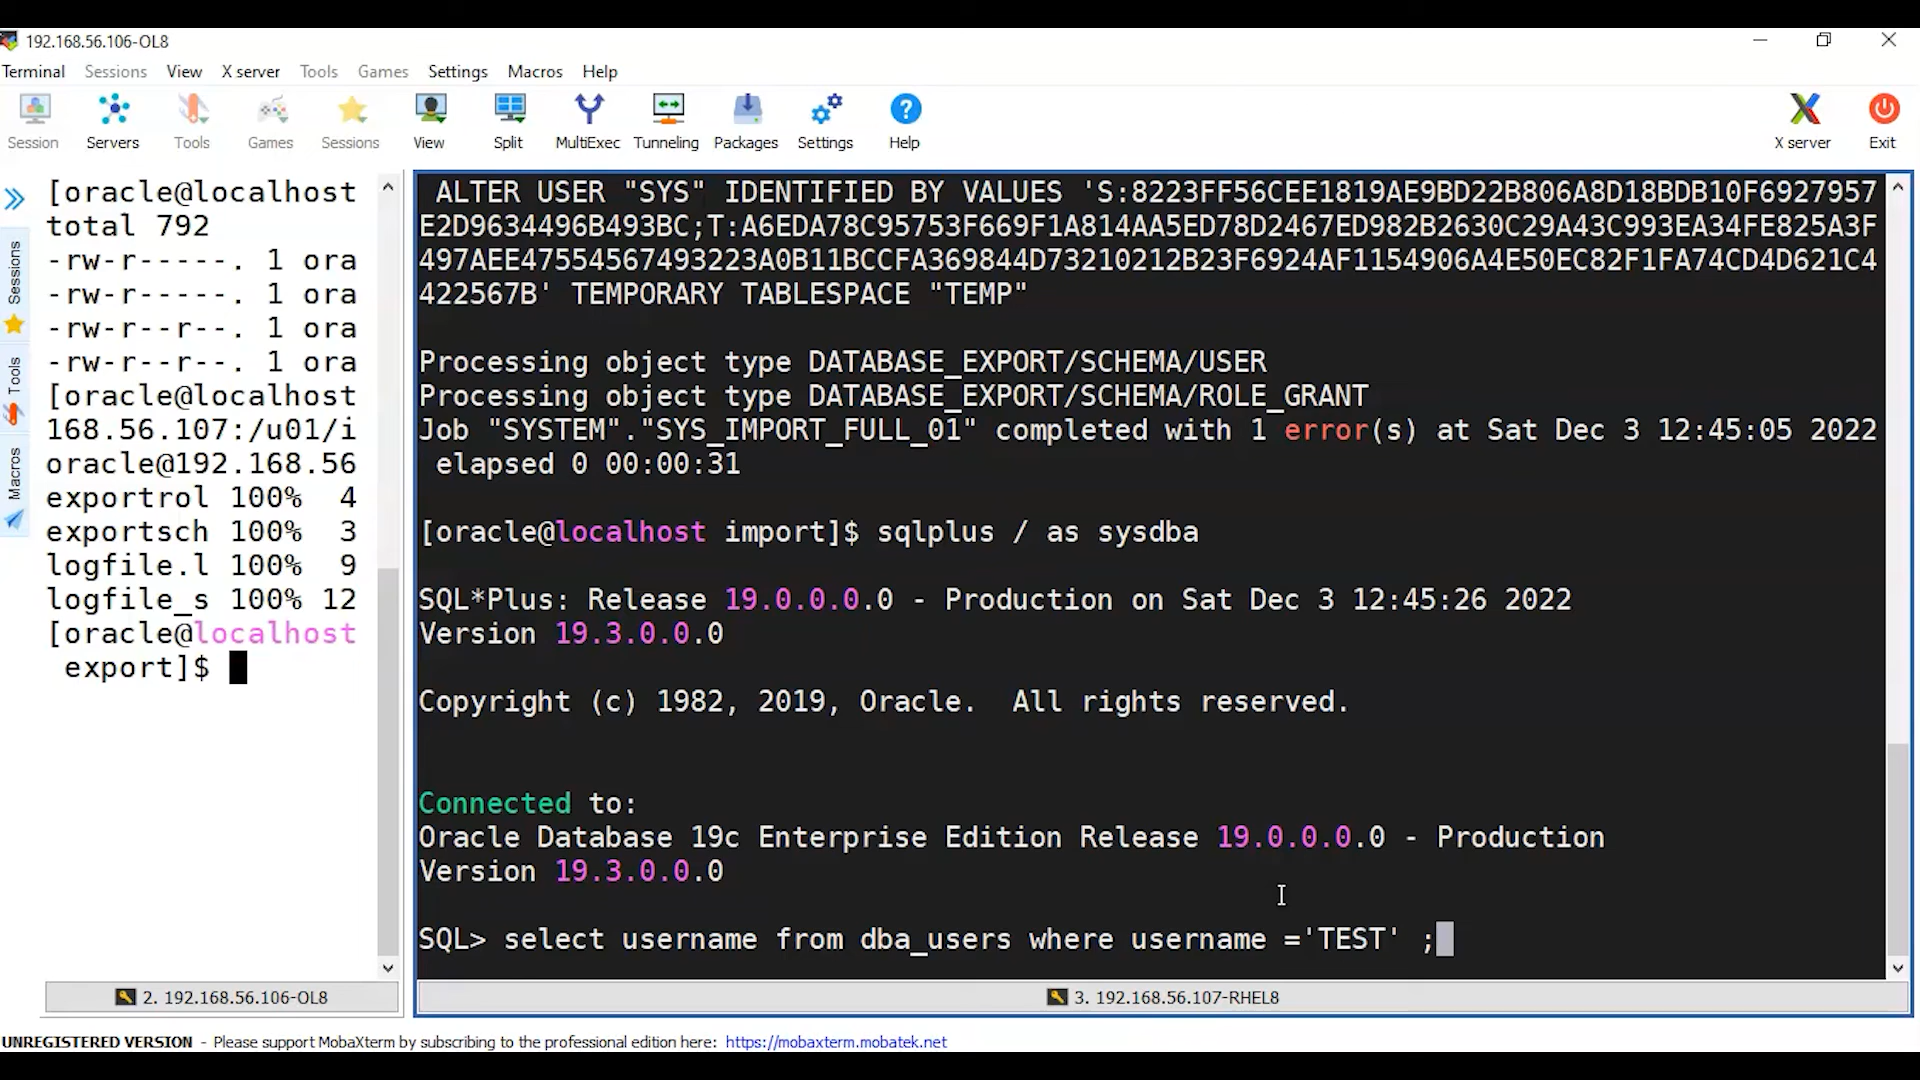 192.168.56.106-OL8
Terminal Sessions View X server Tools Games Settings Macros Help
Session Servers Tools Games Sessions View Split MultiExec Tunneling Packages Settings Help X server Exit
Sessions
Tools
Macros
[oracle@localhost
total 792
-rw-r-----. 1 ora
-rw-r-----. 1 ora
-rw-r--r--. 1 ora
-rw-r--r--. 1 ora
[oracle@localhost
168.56.107:/u01/i
oracle@192.168.56
exportrol 100% 4
exportsch 100% 3
logfile.l 100% 9
logfile_s 100% 12
[oracle@localhost
export]$
2. 192.168.56.106-OL8
ALTER USER "SYS" IDENTIFIED BY VALUES 'S:8223FF56CEE1819AE9BD22B806A8D18BDB10F6927957
E2D9634496B493BC;T:A6EDA78C95753F669F1A814AA5ED78D2467ED982B2630C29A43C993EA34FE825A3F
497AEE47554567493223A0B11BCCFA369844D73210212B23F6924AF1154906A4E50EC82F1FA74CD4D621C4
422567B' TEMPORARY TABLESPACE "TEMP"
Processing object type DATABASE_EXPORT/SCHEMA/USER
Processing object type DATABASE_EXPORT/SCHEMA/ROLE_GRANT
Job "SYSTEM"."SYS_IMPORT_FULL_01" completed with 1 error(s) at Sat Dec 3 12:45:05 2022
elapsed 0 00:00:31
[oracle@localhost import]$ sqlplus / as sysdba
SQL*Plus: Release 19.0.0.0.0 - Production on Sat Dec 3 12:45:26 2022
Version 19.3.0.0.0
Copyright (c) 1982, 2019, Oracle.  All rights reserved.
Connected to:
Oracle Database 19c Enterprise Edition Release 19.0.0.0.0 - Production
Version 19.3.0.0.0
SQL> select username from dba_users where username ='TEST' ;
3. 192.168.56.107-RHEL8
UNREGISTERED VERSION - Please support MobaXterm by subscribing to the professional edition here: https://mobaxterm.mobatek.net